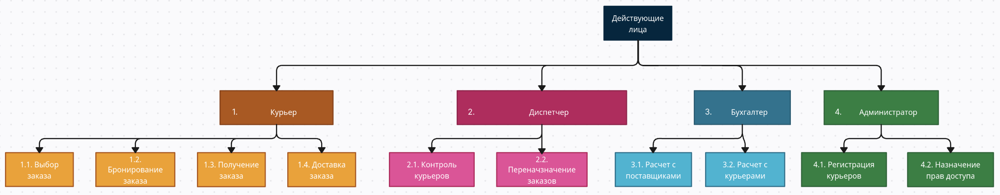 Действующие
лица
1. Курьер
2. Диспетчер
3. Бухгалтер
4. Администратор
1.1. Выбор
заказа
1.2.
Бронирование
заказа
1.3. Получение
заказа
1.4. Доставка
заказа
2.1. Контроль
курьеров
2.2.
Переначзначение
заказов
3.1. Расчет с
поставщиками
3.2. Расчет с
курьерами
4.1. Регистрация
курьеров
4.2. Назначение
прав доступа